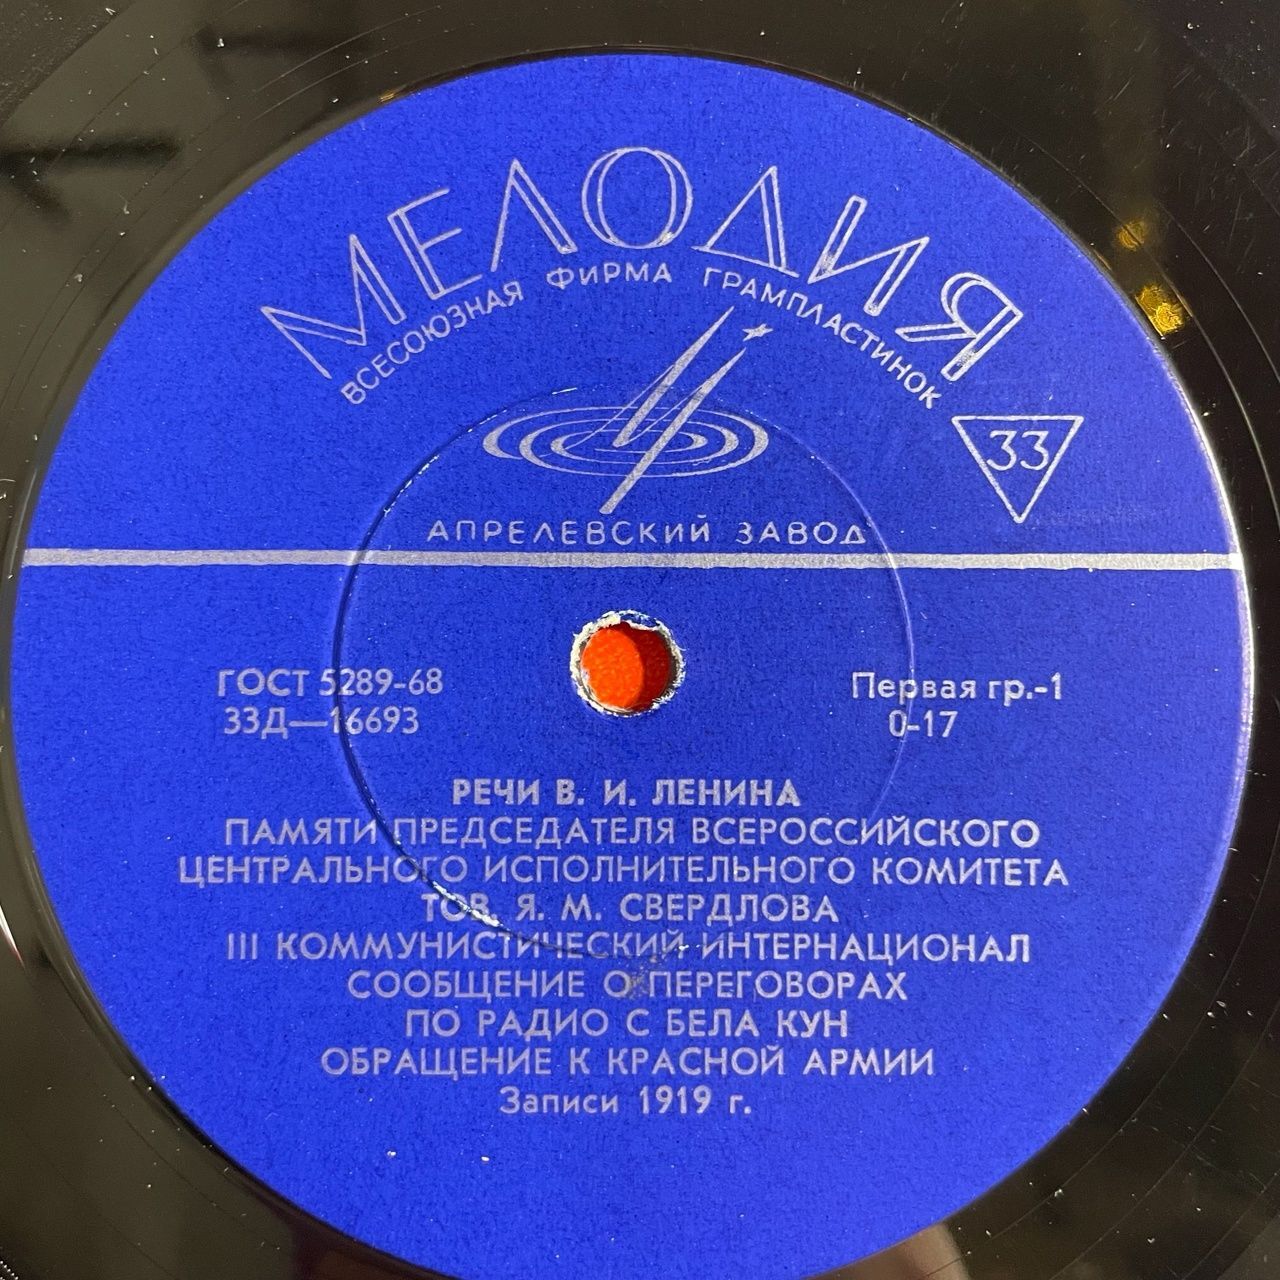 МЕЛОДИЯ
ВСЕСОЮЗНАЯ ФИРМА ГРАМПЛАСТИНОК
33
АПРЕЛЕВСКИЙ ЗАВОД
ГОСТ 5289-68
Первая гр.-1
33Д—16693
0-17
РЕЧИ В. И. ЛЕНИНА
ПАМЯТИ ПРЕДСЕДАТЕЛЯ ВСЕРОССИЙСКОГО
ЦЕНТРАЛЬНОГО ИСПОЛНИТЕЛЬНОГО КОМИТЕТА
ТОВ. Я. М. СВЕРДЛОВА
III КОММУНИСТИЧЕСКИЙ ИНТЕРНАЦИОНАЛ
СООБЩЕНИЕ О ПЕРЕГОВОРАХ
ПО РАДИО С БЕЛА КУН
ОБРАЩЕНИЕ К КРАСНОЙ АРМИИ
Записи 1919 г.